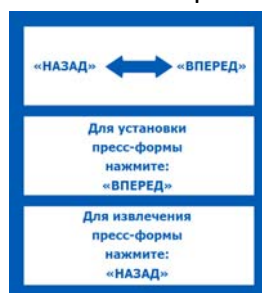 «НАЗАД» «ВПЕРЕД»
Для установки
пресс-формы
нажмите:
«ВПЕРЕД»
Для извлечения
пресс-формы
нажмите:
«НАЗАД»